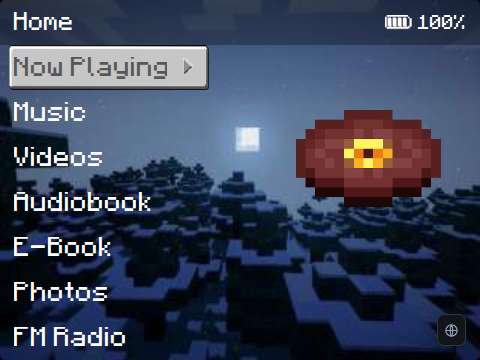 Home
100%
Now Playing
Music
Videos
Audiobook
E-Book
Photos
FM Radio